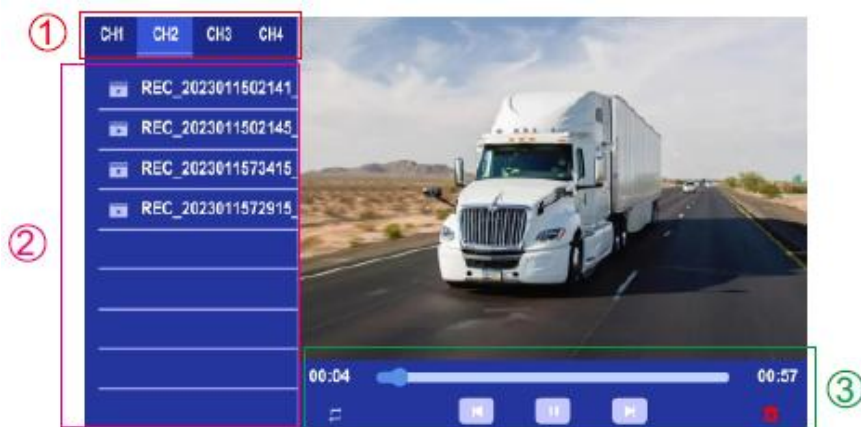 ①
CH1 CH2 CH3 CH4
②
REC_2023011502141_
REC_2023011502145_
REC_2023011573415_
REC_2023011572915_
00:04 00:57
③